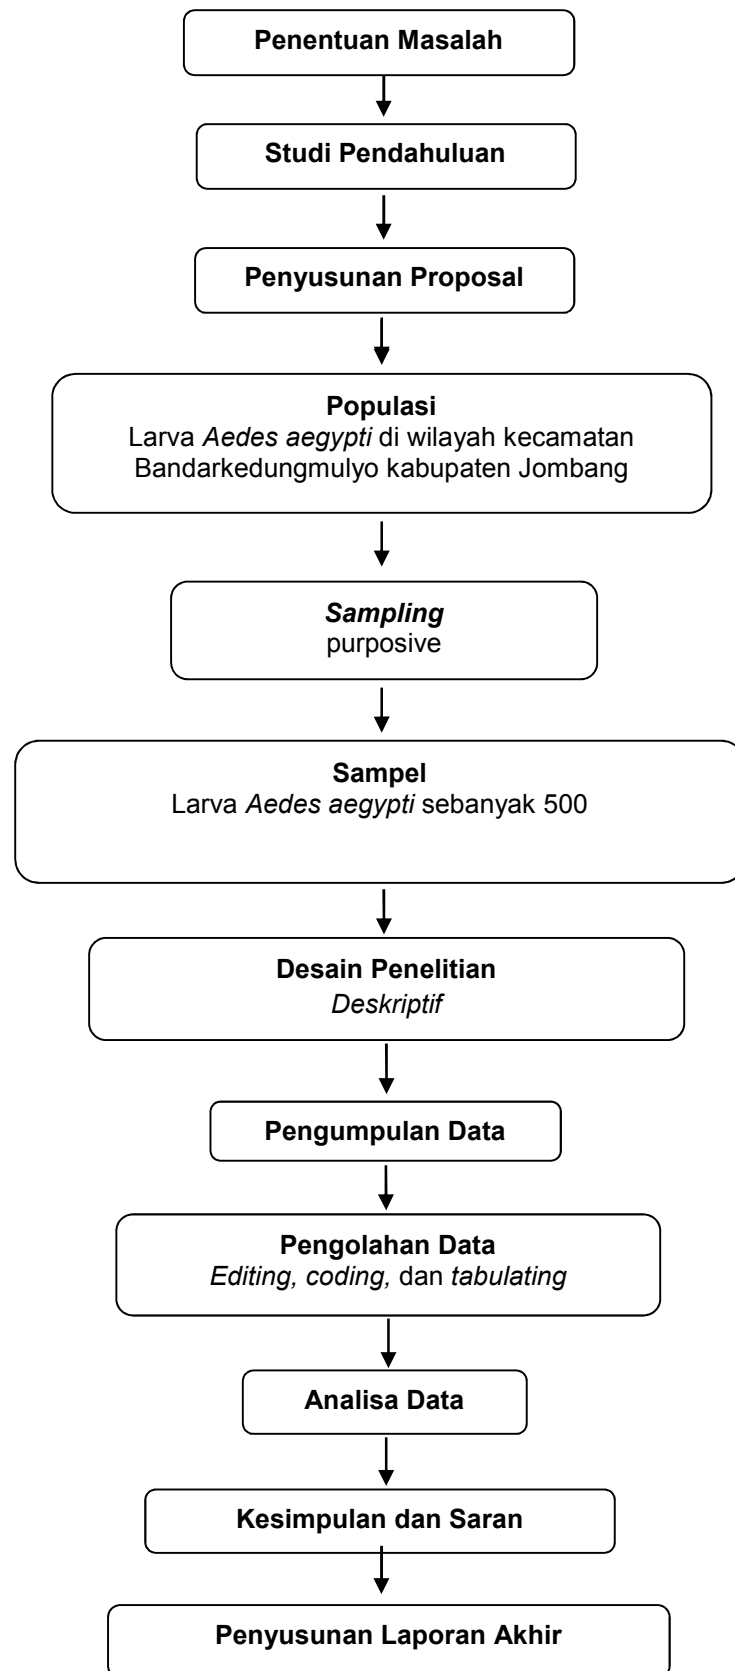 Penentuan Masalah
Studi Pendahuluan
Penyusunan Proposal
Populasi
Larva Aedes aegypti di wilayah kecamatan
Bandarkedungmulyo kabupaten Jombang
Sampling
purposive
Sampel
Larva Aedes aegypti sebanyak 500
Desain Penelitian
Deskriptif
Pengumpulan Data
Pengolahan Data
Editing, coding, dan tabulating
Analisa Data
Kesimpulan dan Saran
Penyusunan Laporan Akhir